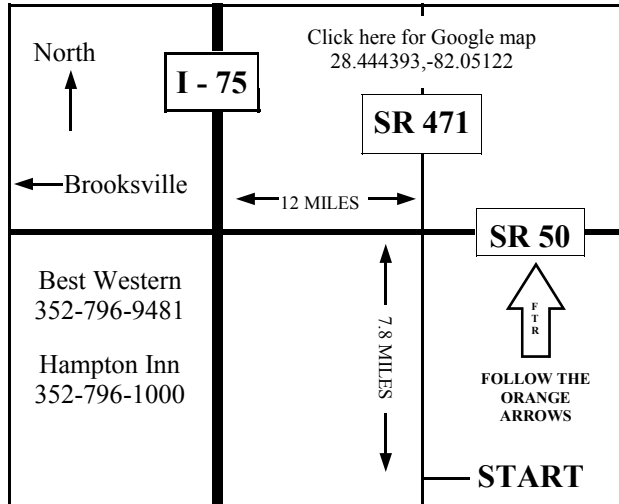 North
Click here for Google map
28.444393,-82.05122
I - 75
SR 471
Brooksville
12 MILES
SR 50
Best Western
352-796-9481
Hampton Inn
352-796-1000
7.8 MILES
F
T
R
FOLLOW THE
ORANGE
ARROWS
START